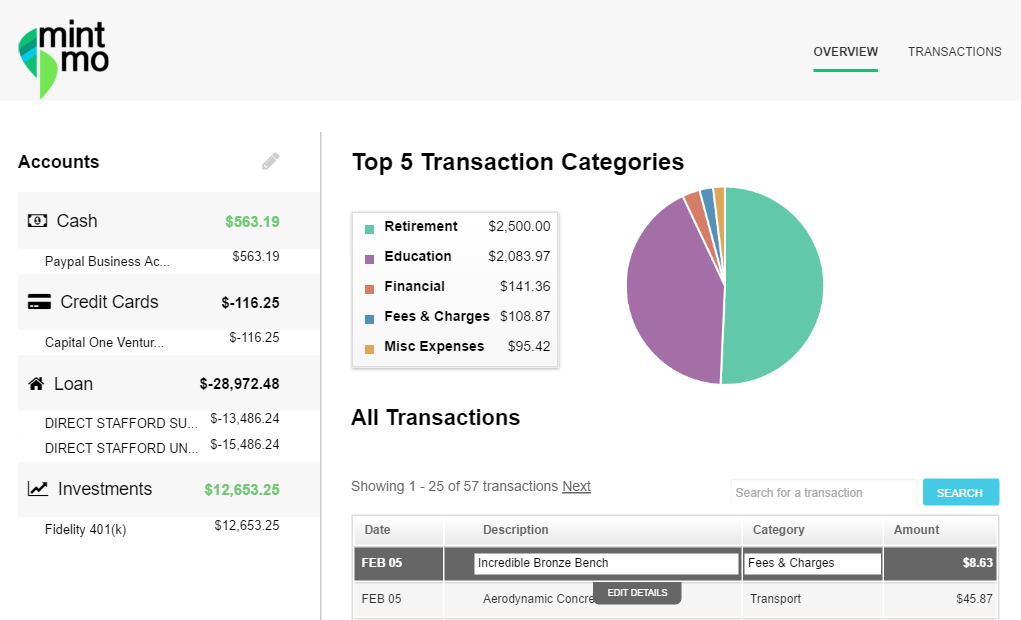 mint
mo
OVERVIEW TRANSACTIONS
Accounts
Cash $563.19
Paypal Business Ac... $563.19
Credit Cards $-116.25
Capital One Ventur... $-116.25
Loan $-28,972.48
DIRECT STAFFORD SU... $-13,486.24
DIRECT STAFFORD UN... $-15,486.24
Investments $12,653.25
Fidelity 401(k) $12,653.25
Top 5 Transaction Categories
Retirement $2,500.00
Education $2,083.97
Financial $141.36
Fees & Charges $108.87
Misc Expenses $95.42
All Transactions
Showing 1 - 25 of 57 transactions Next
Search for a transaction SEARCH
Date Description Category Amount
FEB 05 Incredible Bronze Bench Fees & Charges $8.63
EDIT DETAILS
FEB 05 Aerodynamic Concre Transport $45.87